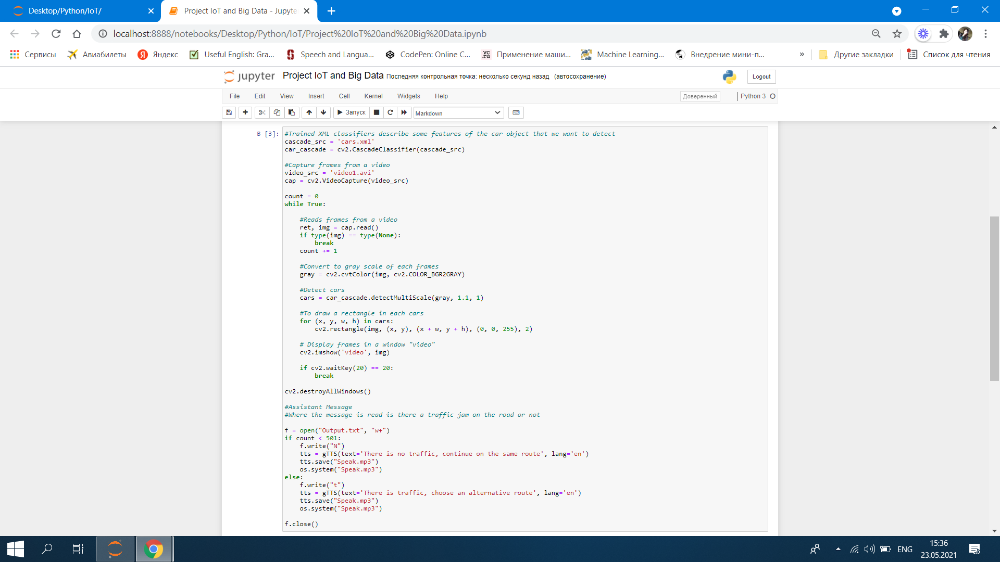 Desktop/Python/IoT/
Project IoT and Big Data - Jupyte
localhost:8888/notebooks/Desktop/Python/IoT/Project%20IoT%20and%20Big%20Data.ipynb
Сервисы
Авиабилеты
Яндекс
Useful English: Gra...
Speech and Langua...
CodePen: Online C...
Применение маши...
Machine Learning...
Внедрение мини-п...
»
Другие закладки
Список для чтения
jupyter Project IoT and Big Data Последняя контрольная точка: несколько секунд назад (автосохранение)
Logout
File Edit View Insert Cell Kernel Widgets Help
Доверенный
Python 3
Запуск
Markdown
В [3]:
#Trained XML classifiers describe some features of the car object that we want to detect
cascade_src = 'cars.xml'
car_cascade = cv2.CascadeClassifier(cascade_src)
#Capture frames from a video
video_src = 'video1.avi'
cap = cv2.VideoCapture(video_src)
count = 0
while True:
#Reads frames from a video
ret, img = cap.read()
if type(img) == type(None):
break
count += 1
#Convert to gray scale of each frames
gray = cv2.cvtColor(img, cv2.COLOR_BGR2GRAY)
#Detect cars
cars = car_cascade.detectMultiScale(gray, 1.1, 1)
#To draw a rectangle in each cars
for (x, y, w, h) in cars:
cv2.rectangle(img, (x, y), (x + w, y + h), (0, 0, 255), 2)
# Display frames in a window "video"
cv2.imshow('video', img)
if cv2.waitKey(20) == 20:
break
cv2.destroyAllWindows()
#Assistant Message
#Where the message is read is there a traffic jam on the road or not
f = open("Output.txt", "w+")
if count < 501:
f.write("N")
tts = gTTS(text='There is no traffic, continue on the same route', lang='en')
tts.save("Speak.mp3")
os.system("Speak.mp3")
else:
f.write("t")
tts = gTTS(text='There is traffic, choose an alternative route', lang='en')
tts.save("Speak.mp3")
os.system("Speak.mp3")
f.close()
ENG
15:36
23.05.2021